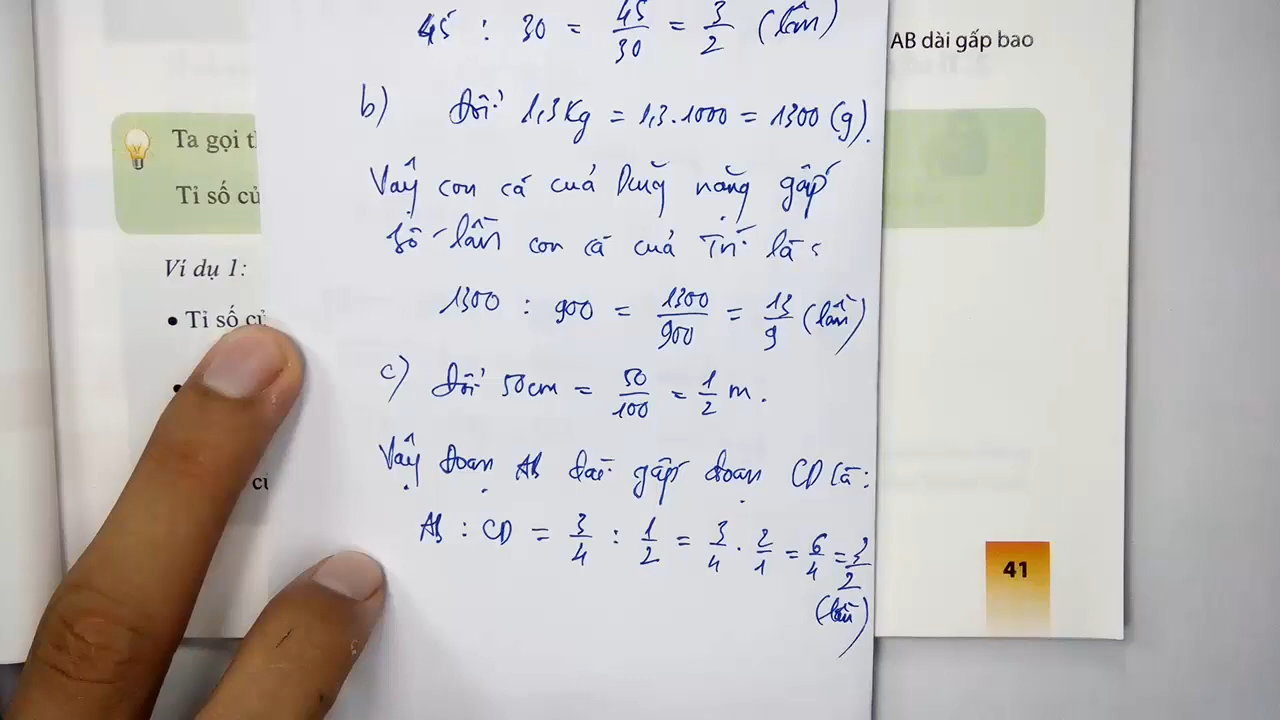 45 : 30 = 45/30 = 3/2 (lần)
AB dài gấp bao
b) Đổi 1,3Kg = 1,3.1000 = 1300 (g).
Ta gọi t
Vậy con cá của Dũng nặng gấp
Tỉ số củ
số lần con cá của Trí là:
Ví dụ 1:
1300 : 900 = 1300/900 = 13/9 (lần)
• Tỉ số củ
c) Đổi 50cm = 50/100 = 1/2 m.
Vậy đoạn AB dài gấp đoạn CD là:
củ
AB : CD = 3/4 : 1/2 = 3/4 . 2/1 = 6/4 = 3/2
(lần)
41